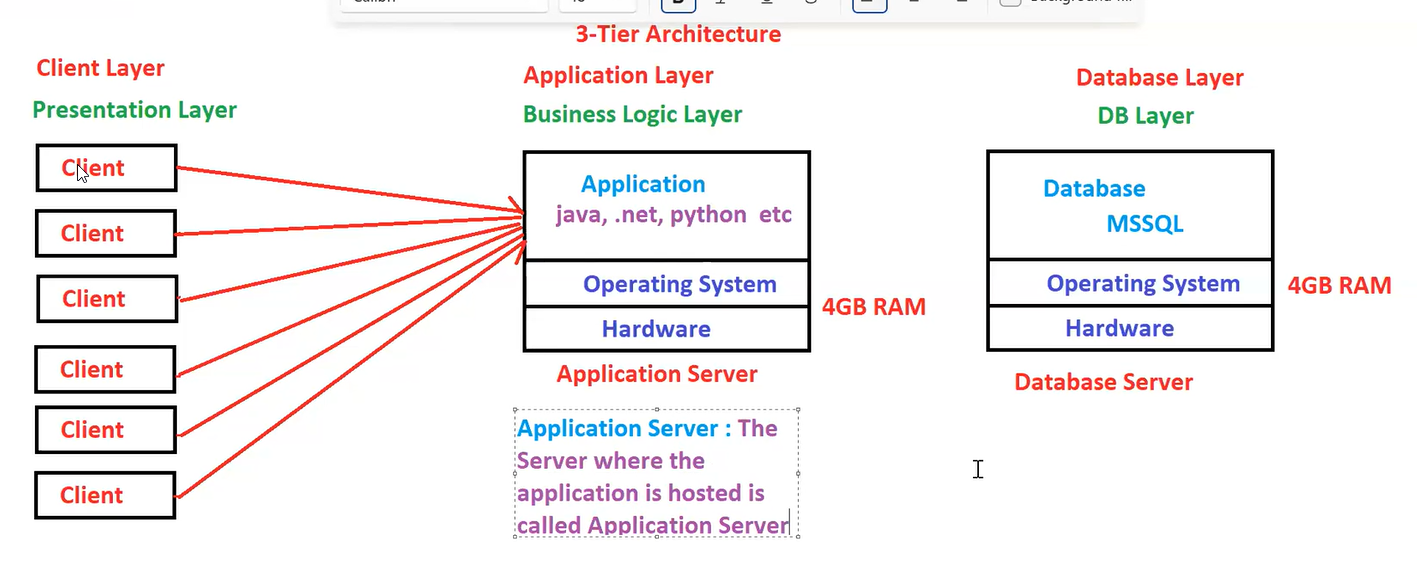 3-Tier Architecture
Client Layer
Presentation Layer
Client
Client
Client
Client
Client
Client
Application Layer
Business Logic Layer
Application
java, .net, python etc
Operating System
Hardware
4GB RAM
Application Server
Application Server : The
Server where the
application is hosted is
called Application Server
Database Layer
DB Layer
Database
MSSQL
Operating System
Hardware
4GB RAM
Database Server